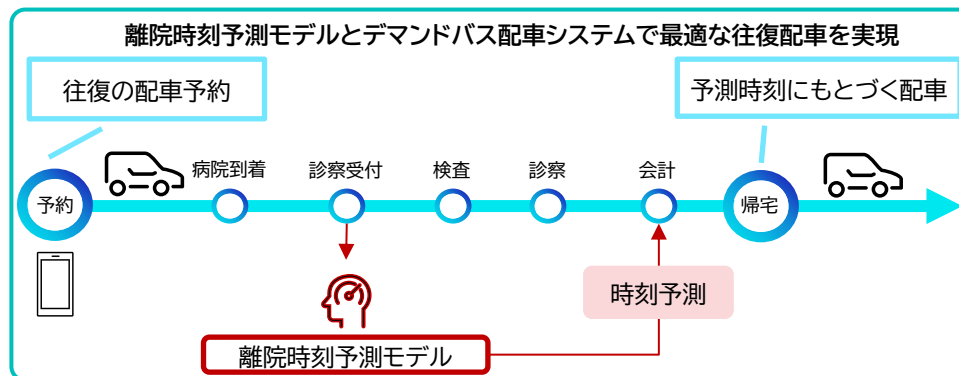 離院時刻予測モデルとデマンドバス配車システムで最適な往復配車を実現
往復の配車予約
予測時刻にもとづく配車
病院到着
診察受付
検査
診察
会計
予約
帰宅
時刻予測
離院時刻予測モデル